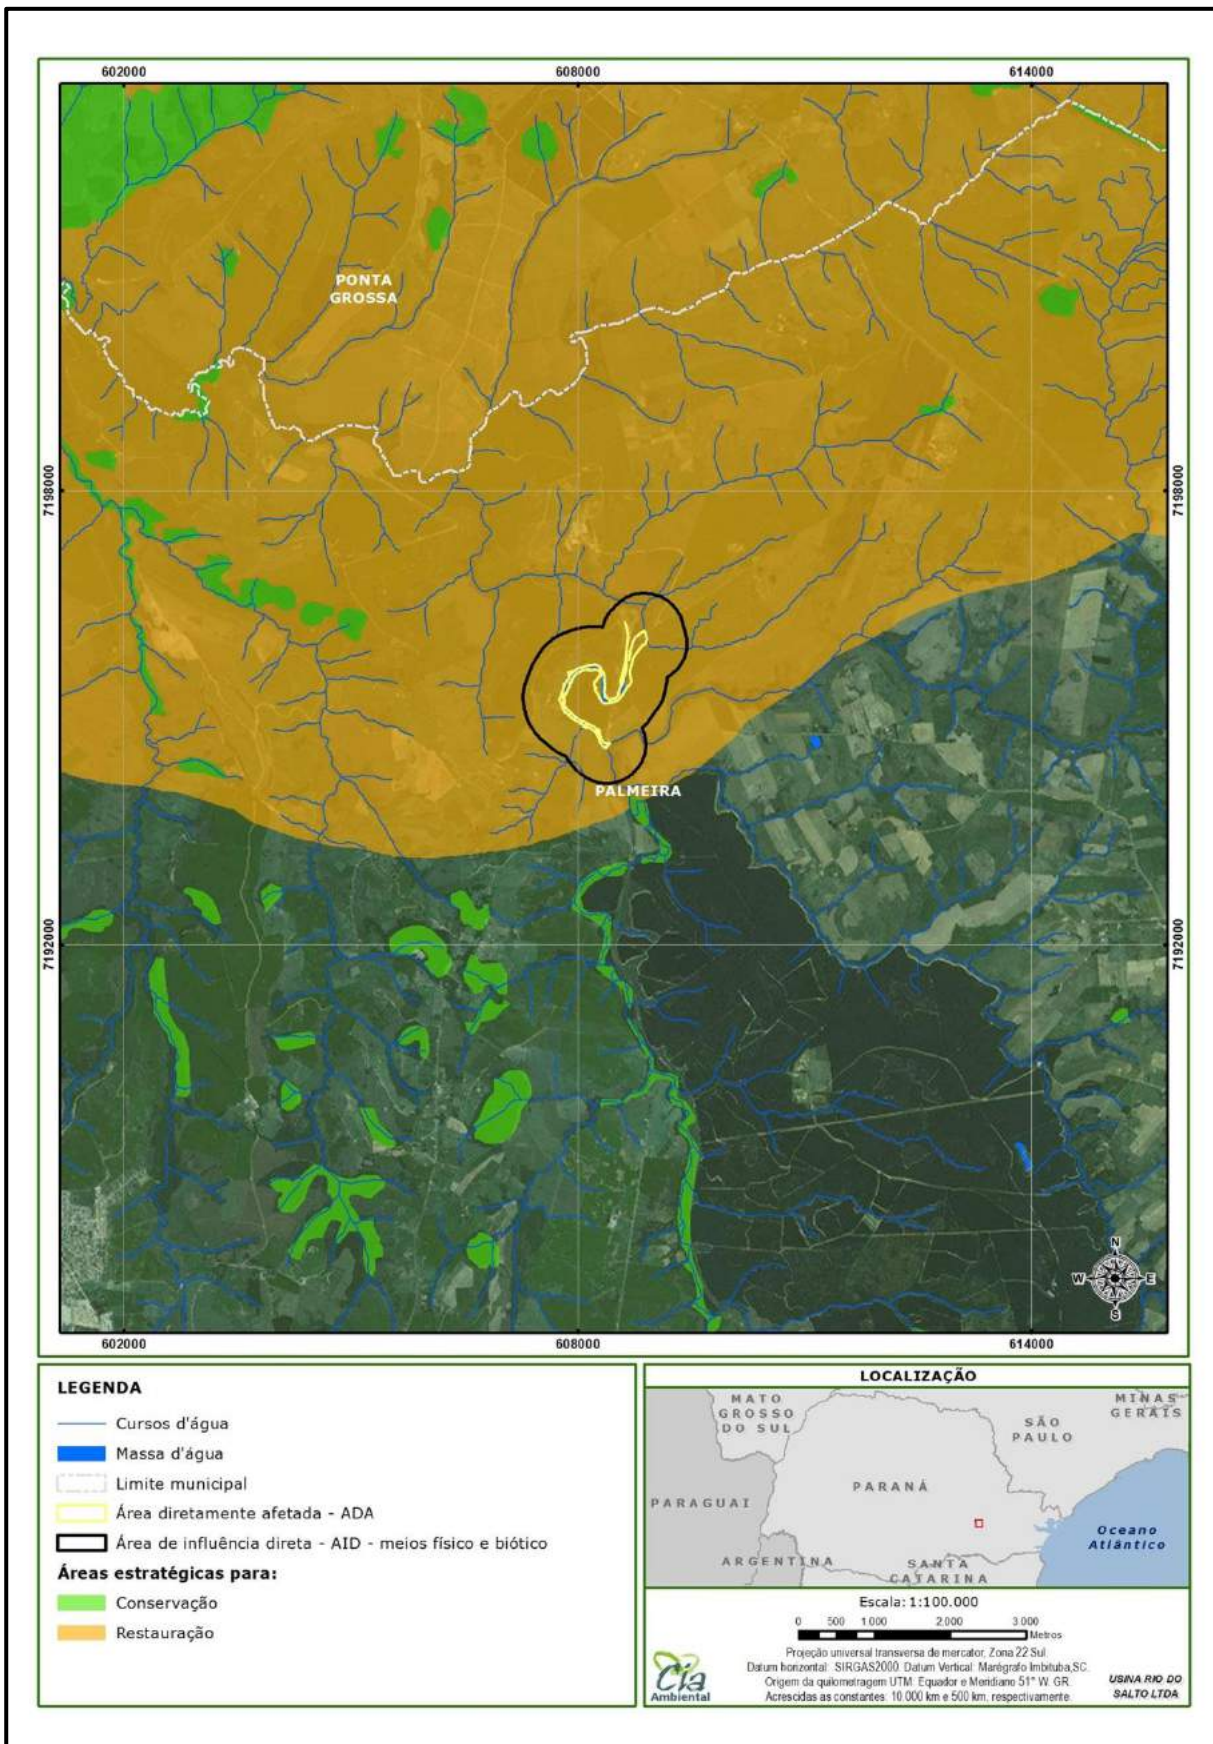 602000 608000 614000
PONTA
GROSSA
7198000 7198000
PALMEIRA
7192000 7192000
N
W E
S
602000 608000 614000
LEGENDA
Cursos d'água
Massa d'água
Limite municipal
Área diretamente afetada - ADA
Área de influência direta - AID - meios físico e biótico
Áreas estratégicas para:
Conservação
Restauração
LOCALIZAÇÃO
MATO
GROSSO
DO SUL
MINAS
GERAIS
SÃO
PAULO
PARANÁ
PARAGUAI
Oceano
Atlântico
ARGENTINA
SANTA
CATARINA
Escala: 1:100.000
0 500 1.000 2.000 3.000
Metros
Projeção universal transversa de mercator, Zona 22 Sul.
Datum horizontal: SIRGAS2000. Datum Vertical: Marégrafo Imbituba,SC.
Origem da quilometragem UTM: Equador e Meridiano 51° W. GR.
Acrescidas as constantes: 10.000 km e 500 km, respectivamente.
Cia
Ambiental
USINA RIO DO
SALTO LTDA